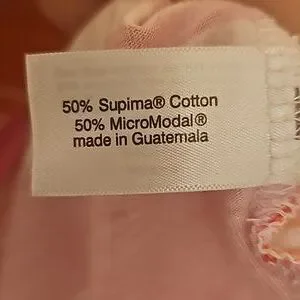 50% Supima® Cotton
50% MicroModal®
made in Guatemala